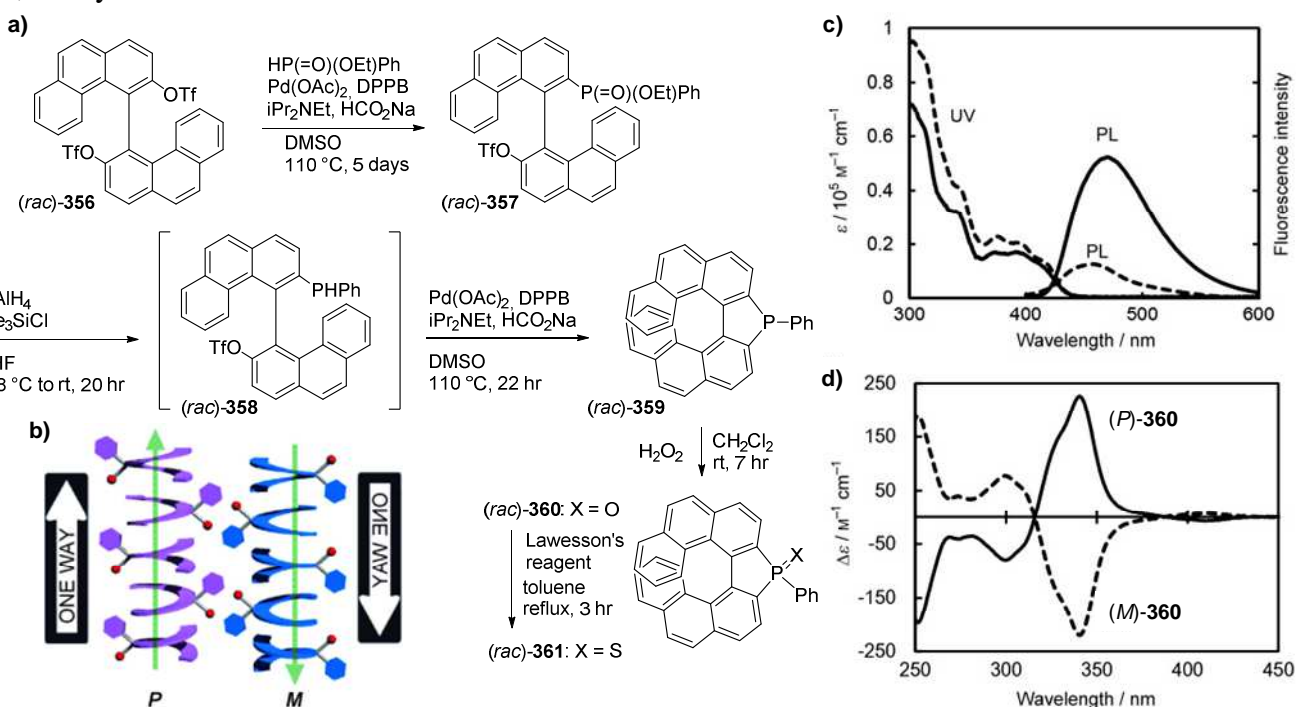 a)
OTf
TfO
(rac)-356
HP(=O)(OEt)Ph
Pd(OAc)2, DPPB
iPr2NEt, HCO2Na
DMSO
110 °C, 5 days
P(=O)(OEt)Ph
TfO
(rac)-357
AlH4
e3SiCl
HF
8 °C to rt, 20 hr
PHPh
TfO
(rac)-358
Pd(OAc)2, DPPB
iPr2NEt, HCO2Na
DMSO
110 °C, 22 hr
P
Ph
(rac)-359
H2O2
CH2Cl2
rt, 7 hr
(rac)-360: X = O
Lawesson's
reagent
toluene
reflux, 3 hr
(rac)-361: X = S
X
P
Ph
b)
ONE WAY
ONE WAY
P
M
c)
1
0.8
0.6
0.4
0.2
0
ε / 10⁵ M⁻¹ cm⁻¹
UV
PL
PL
Fluorescence intensity
300
400
500
600
Wavelength / nm
d)
250
150
50
-50
-150
-250
Δε / M⁻¹ cm⁻¹
(P)-360
(M)-360
250
300
350
400
450
Wavelength / nm